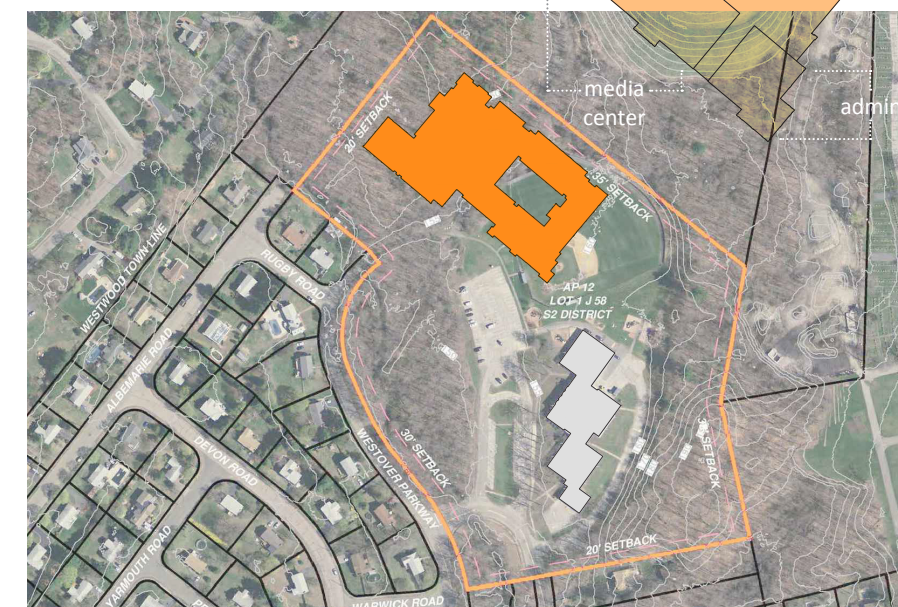 media
center
admin
20' SETBACK
35' SETBACK
WESTWOOD TOWN LINE
RUGBY ROAD
AP 12
LOT 1 J 58
S2 DISTRICT
ALBEMARLE ROAD
DEVON ROAD
30' SETBACK
WESTOVER PARKWAY
SETBACK
20' SETBACK
YARMOUTH ROAD
WARWICK ROAD